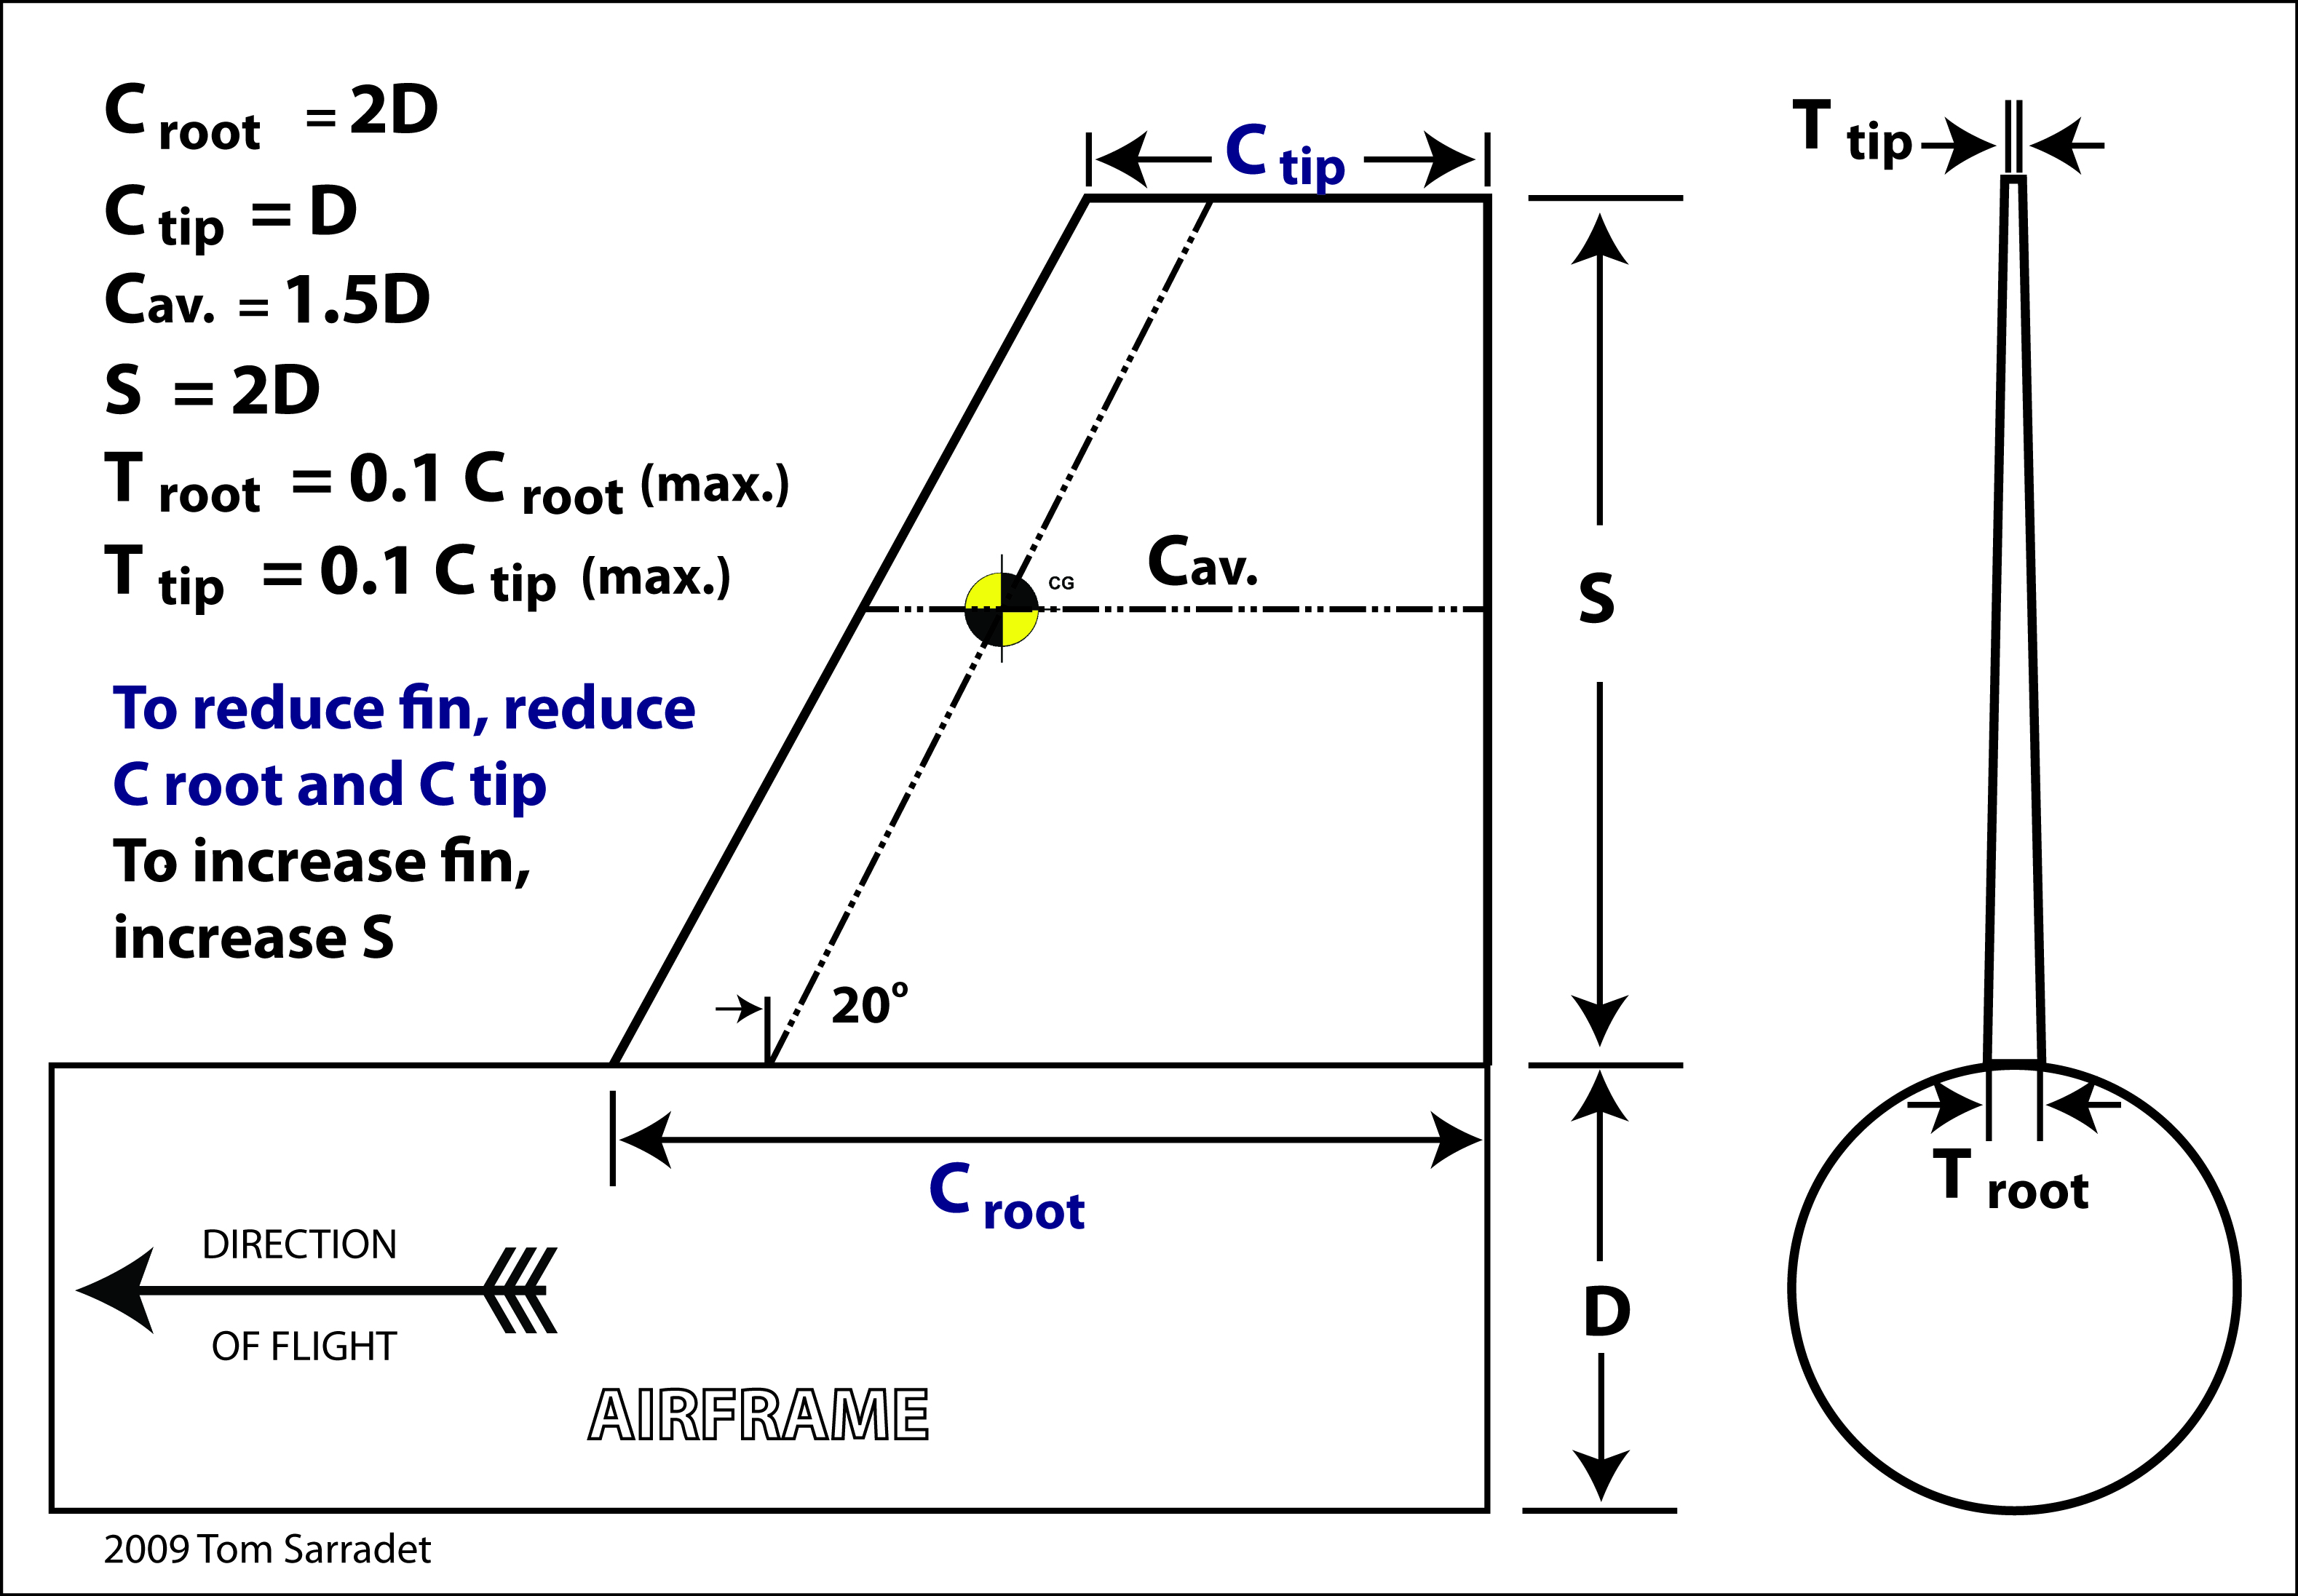 C root = 2D
C tip = D
Cav. = 1.5D
S = 2D
T root = 0.1 C root (max.)
T tip = 0.1 C tip (max.)
To reduce fin, reduce
C root and C tip
To increase fin,
increase S
C tip
T tip
CG
Cav.
S
20º
C root
T root
D
DIRECTION
OF FLIGHT
AIRFRAME
2009 Tom Sarradet